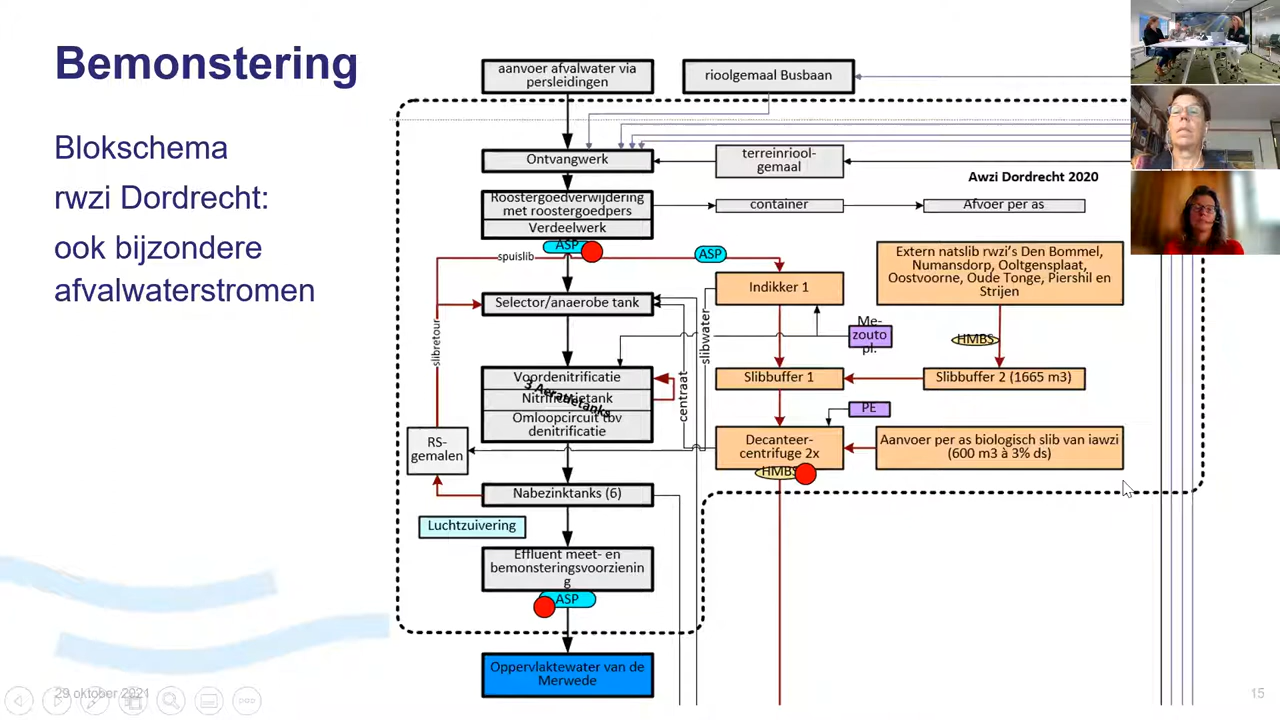 Bemonstering
Blokschema
rwzi Dordrecht:
ook bijzondere
afvalwaterstromen
aanvoer afvalwater via
persleidingen
rioolgemaal Busbaan
Ontvangwerk
terreinriool-
gemaal
Awzi Dordrecht 2020
Roostergoedverwijdering
met roostergoedpers
Verdeelwerk
container
Afvoer per as
ASP
spuislib
ASP
Extern natslib rwzi's Den Bommel,
Numansdorp, Ooltgensplaat,
Oostvoorne, Oude Tonge, Piershil en
Strijen
Indikker 1
Selector/anaerobe tank
slibretour
slibwater
centraat
Me-
zouto
pl.
HMBS
Voordenitrificatie
Nitrificatietank
3 Aeratietanks
Omloopcircuit tbv
denitrificatie
Slibbuffer 1
Slibbuffer 2 (1665 m3)
PE
RS-
gemalen
Decanteer-
centrifuge 2x
Aanvoer per as biologisch slib van iawzi
(600 m3 à 3% ds)
HMBS
Nabezinktanks (6)
Luchtzuivering
Effluent meet- en
bemonsteringsvoorzienin
g
ASP
Oppervlaktewater van de
Merwede
29 oktober 2021
15